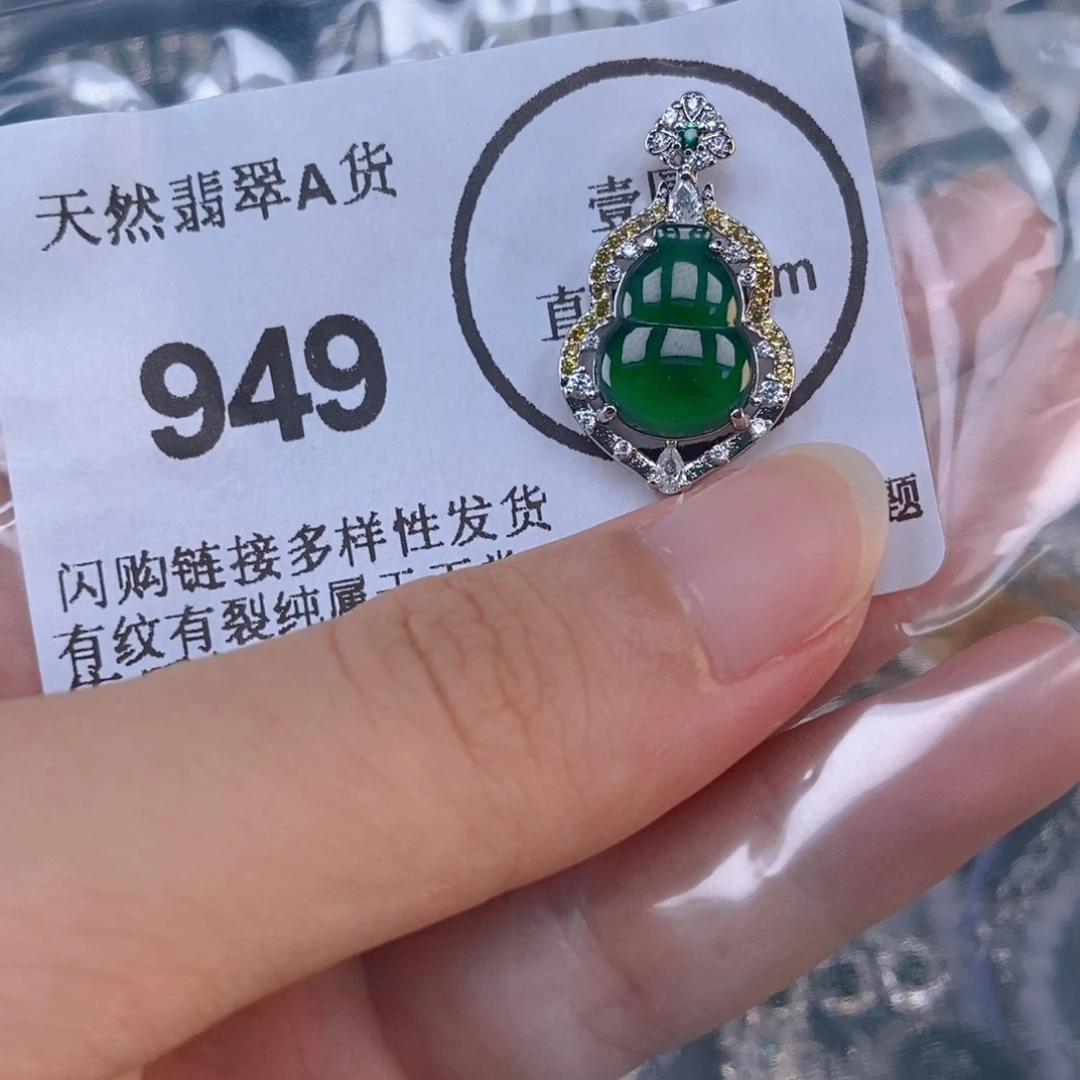 天然翡翠A货
壹
直 m
949
闪购链接多样性发货
题
有纹有裂纯属